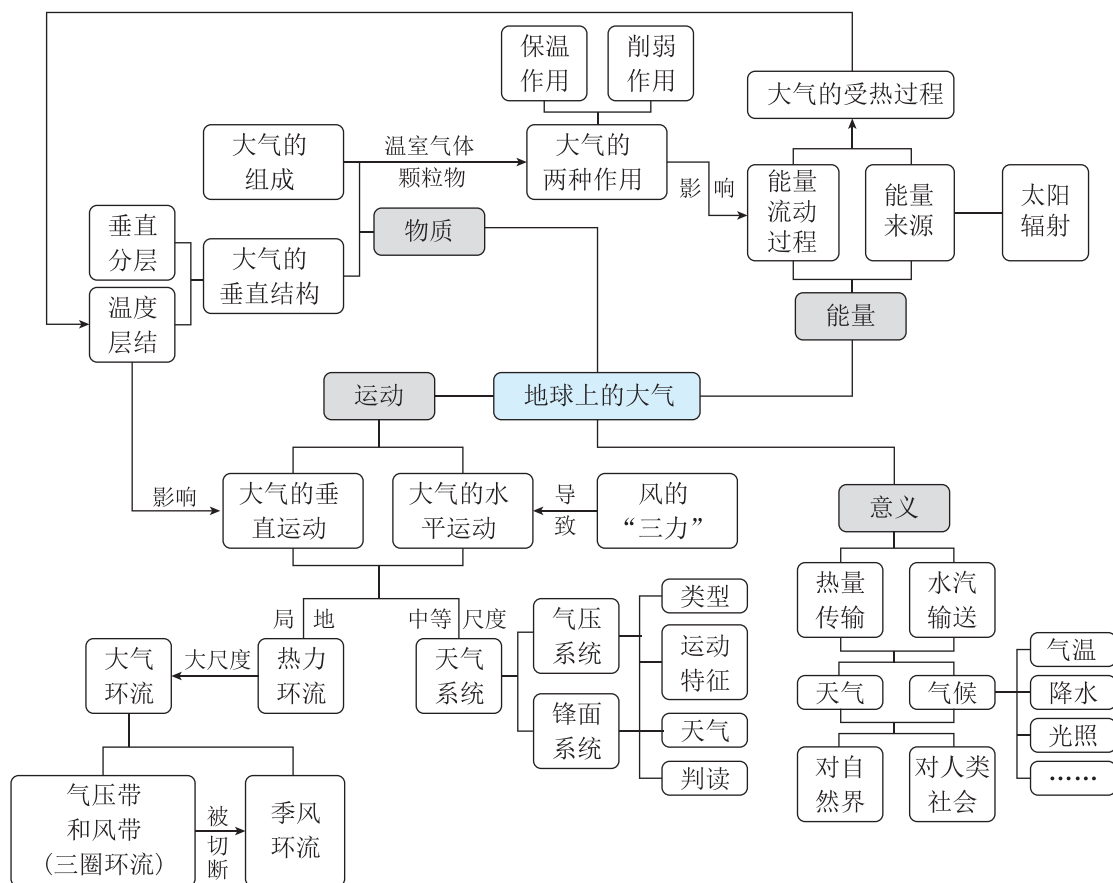 保温
作用
削弱
作用
大气的受热过程
大气的
组成
温室气体
颗粒物
大气的
两种作用
影响
能量
流动
过程
能量
来源
太阳
辐射
垂直
分层
大气的
垂直结构
物质
温度
层结
能量
运动
地球上的大气
影响
大气的垂
直运动
大气的水
平运动
导
致
风的
“三力”
意义
热量
传输
水汽
输送
局地
中等尺度
气压
系统
类型
运动
特征
大气
环流
大尺度
热力
环流
天气
系统
锋面
系统
天气
判读
天气
气候
气温
降水
光照
……
对自
然界
对人类
社会
气压带
和风带
(三圈环流)
被
切
断
季风
环流